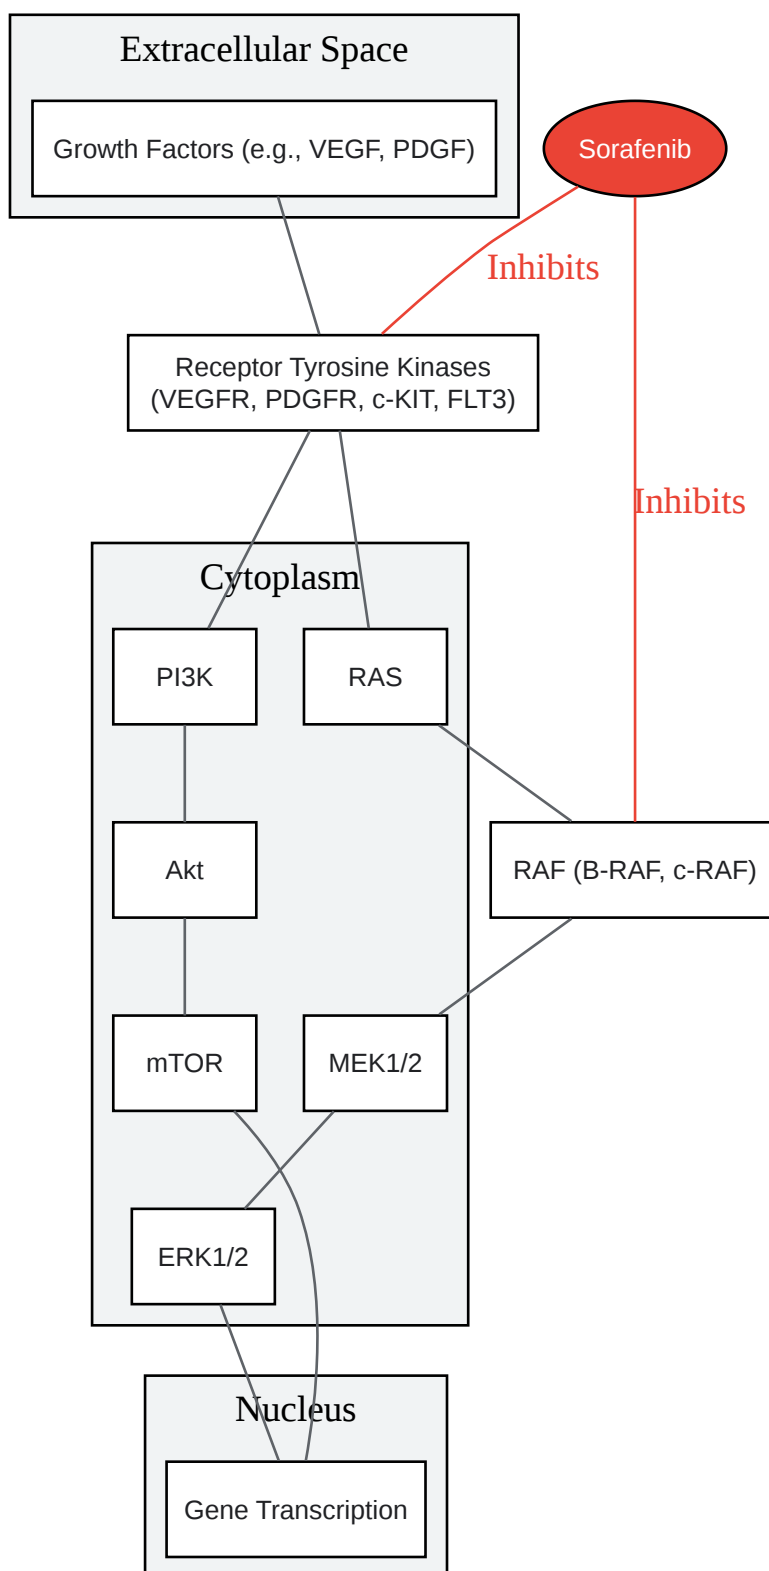 Extracellular Space
Growth Factors (e.g., VEGF, PDGF)
Sorafenib
Inhibits
Receptor Tyrosine Kinases
(VEGFR, PDGFR, c-KIT, FLT3)
Inhibits
Cytoplasm
PI3K
RAS
Akt
RAF (B-RAF, c-RAF)
mTOR
MEK1/2
ERK1/2
Nucleus
Gene Transcription